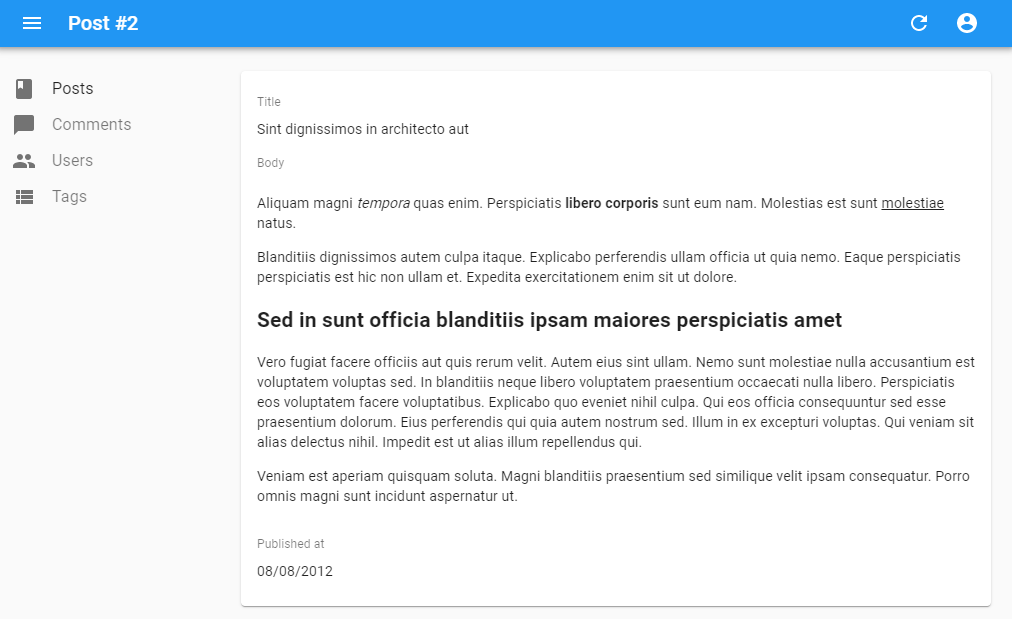 Post #2
Posts
Comments
Users
Tags
Title
Sint dignissimos in architecto aut
Body
Aliquam magni tempora quas enim. Perspiciatis libero corporis sunt eum nam. Molestias est sunt molestiae
natus.
Blanditiis dignissimos autem culpa itaque. Explicabo perferendis ullam officia ut quia nemo. Eaque perspiciatis
perspiciatis est hic non ullam et. Expedita exercitationem enim sit ut dolore.
Sed in sunt officia blanditiis ipsam maiores perspiciatis amet
Vero fugiat facere officiis aut quis rerum velit. Autem eius sint ullam. Nemo sunt molestiae nulla accusantium est
voluptatem voluptas sed. In blanditiis neque libero voluptatem praesentium occaecati nulla libero. Perspiciatis
eos voluptatem facere voluptatibus. Explicabo quo eveniet nihil culpa. Qui eos officia consequuntur sed esse
praesentium dolorum. Eius perferendis qui quia autem nostrum sed. Illum in ex excepturi voluptas. Qui veniam sit
alias delectus nihil. Impedit est ut alias illum repellendus qui.
Veniam est aperiam quisquam soluta. Magni blanditiis praesentium sed similique velit ipsam consequatur. Porro
omnis magni sunt incidunt aspernatur ut.
Published at
08/08/2012